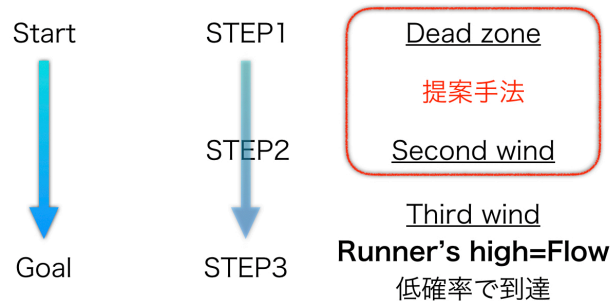 Start STEP1 Dead zone
提案手法
STEP2 Second wind
Third wind
Runner's high=Flow
Goal STEP3
低確率で到達